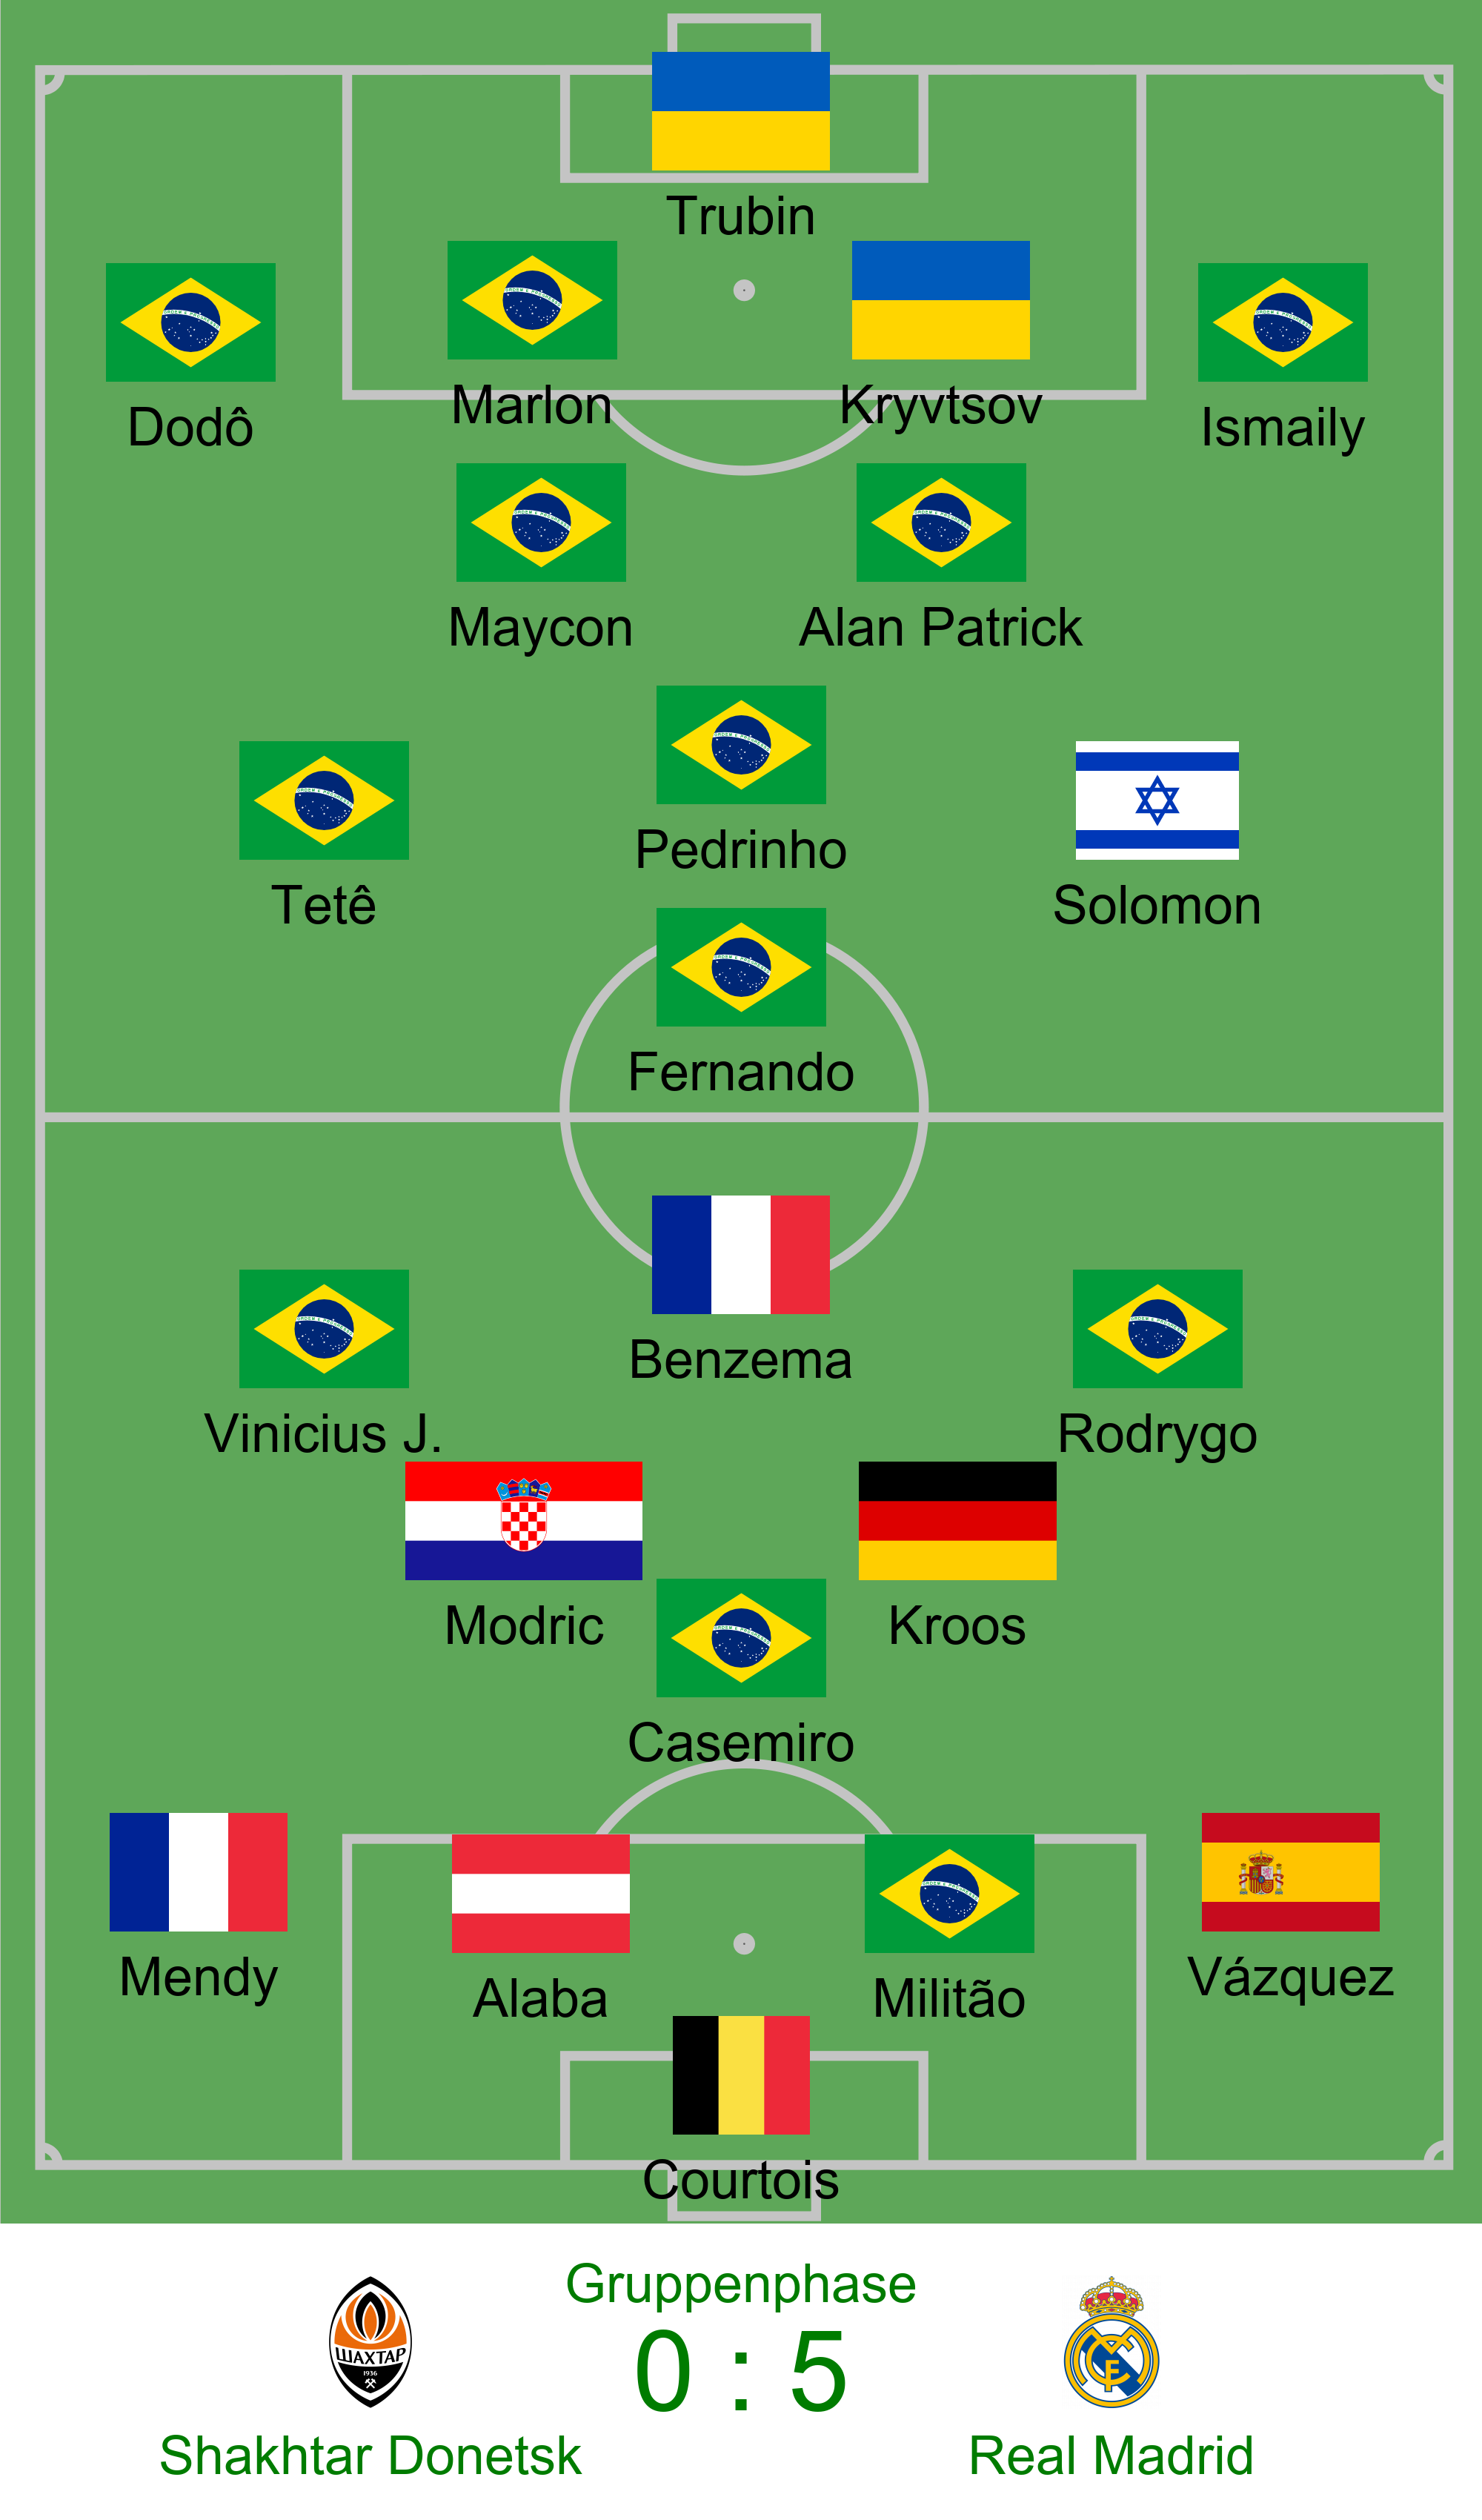 Trubin
Dodô
Marlon
Kryvtsov
Ismaily
Maycon
Alan Patrick
Tetê
Pedrinho
Solomon
Fernando
Benzema
Vinicius J.
Rodrygo
Modric
Kroos
Casemiro
Mendy
Alaba
Militão
Vázquez
Courtois
Gruppenphase
0 : 5
ШАХТАР
1936
Shakhtar Donetsk
Real Madrid